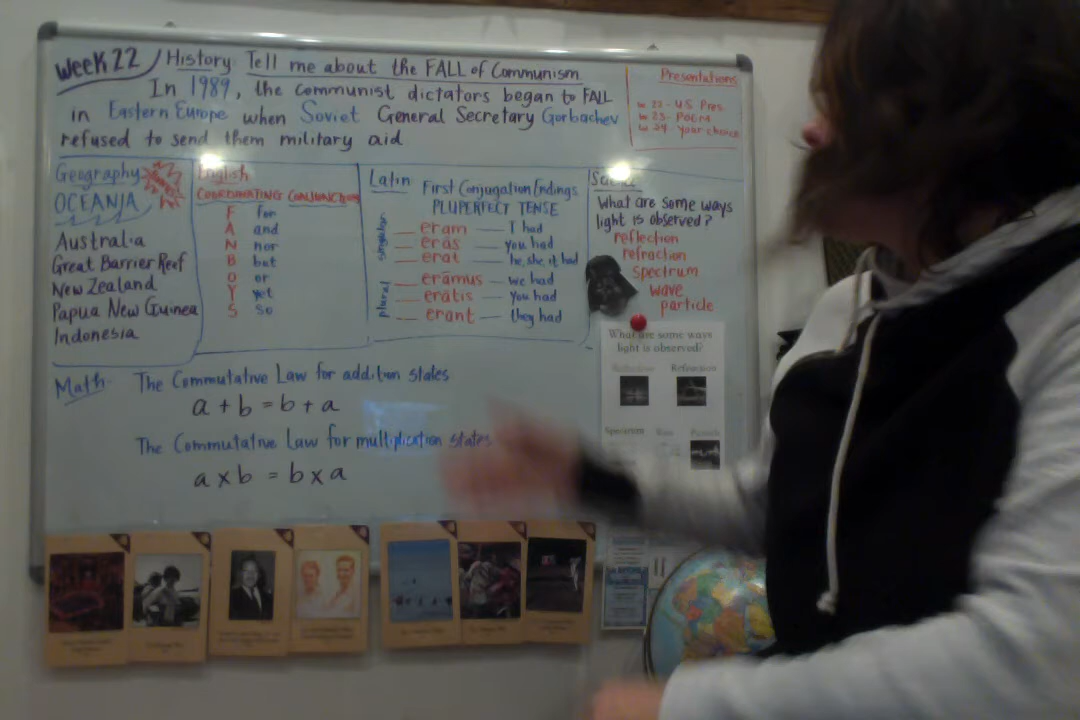 Week 22
History: Tell me about the FALL of Communism
In 1989, the communist dictators began to FALL
in Eastern Europe when Soviet General Secretary Gorbachev
refused to send them military aid
Presentations
w 22 - US Pres.
w 23 - Poem
w 24 - your choice
Geography
OCEANIA
Australia
Great Barrier Reef
New Zealand
Papua New Guinea
Indonesia
English
COORDINATING CONJUNCTIONS
F for
A and
N nor
B but
O or
Y yet
S so
Latin
First Conjugation Endings
PLUPERFECT TENSE
singular
eram — I had
erās — you had
erat — he, she, it had
plural
erāmus — we had
erātis — you had
erant — they had
What are some ways
light is observed?
reflection
refraction
spectrum
wave
particle
What are some ways
light is observed?
Reflection Refraction
Spectrum
Math
The Commutative Law for addition states
a + b = b + a
The Commutative Law for multiplication states
a x b = b x a